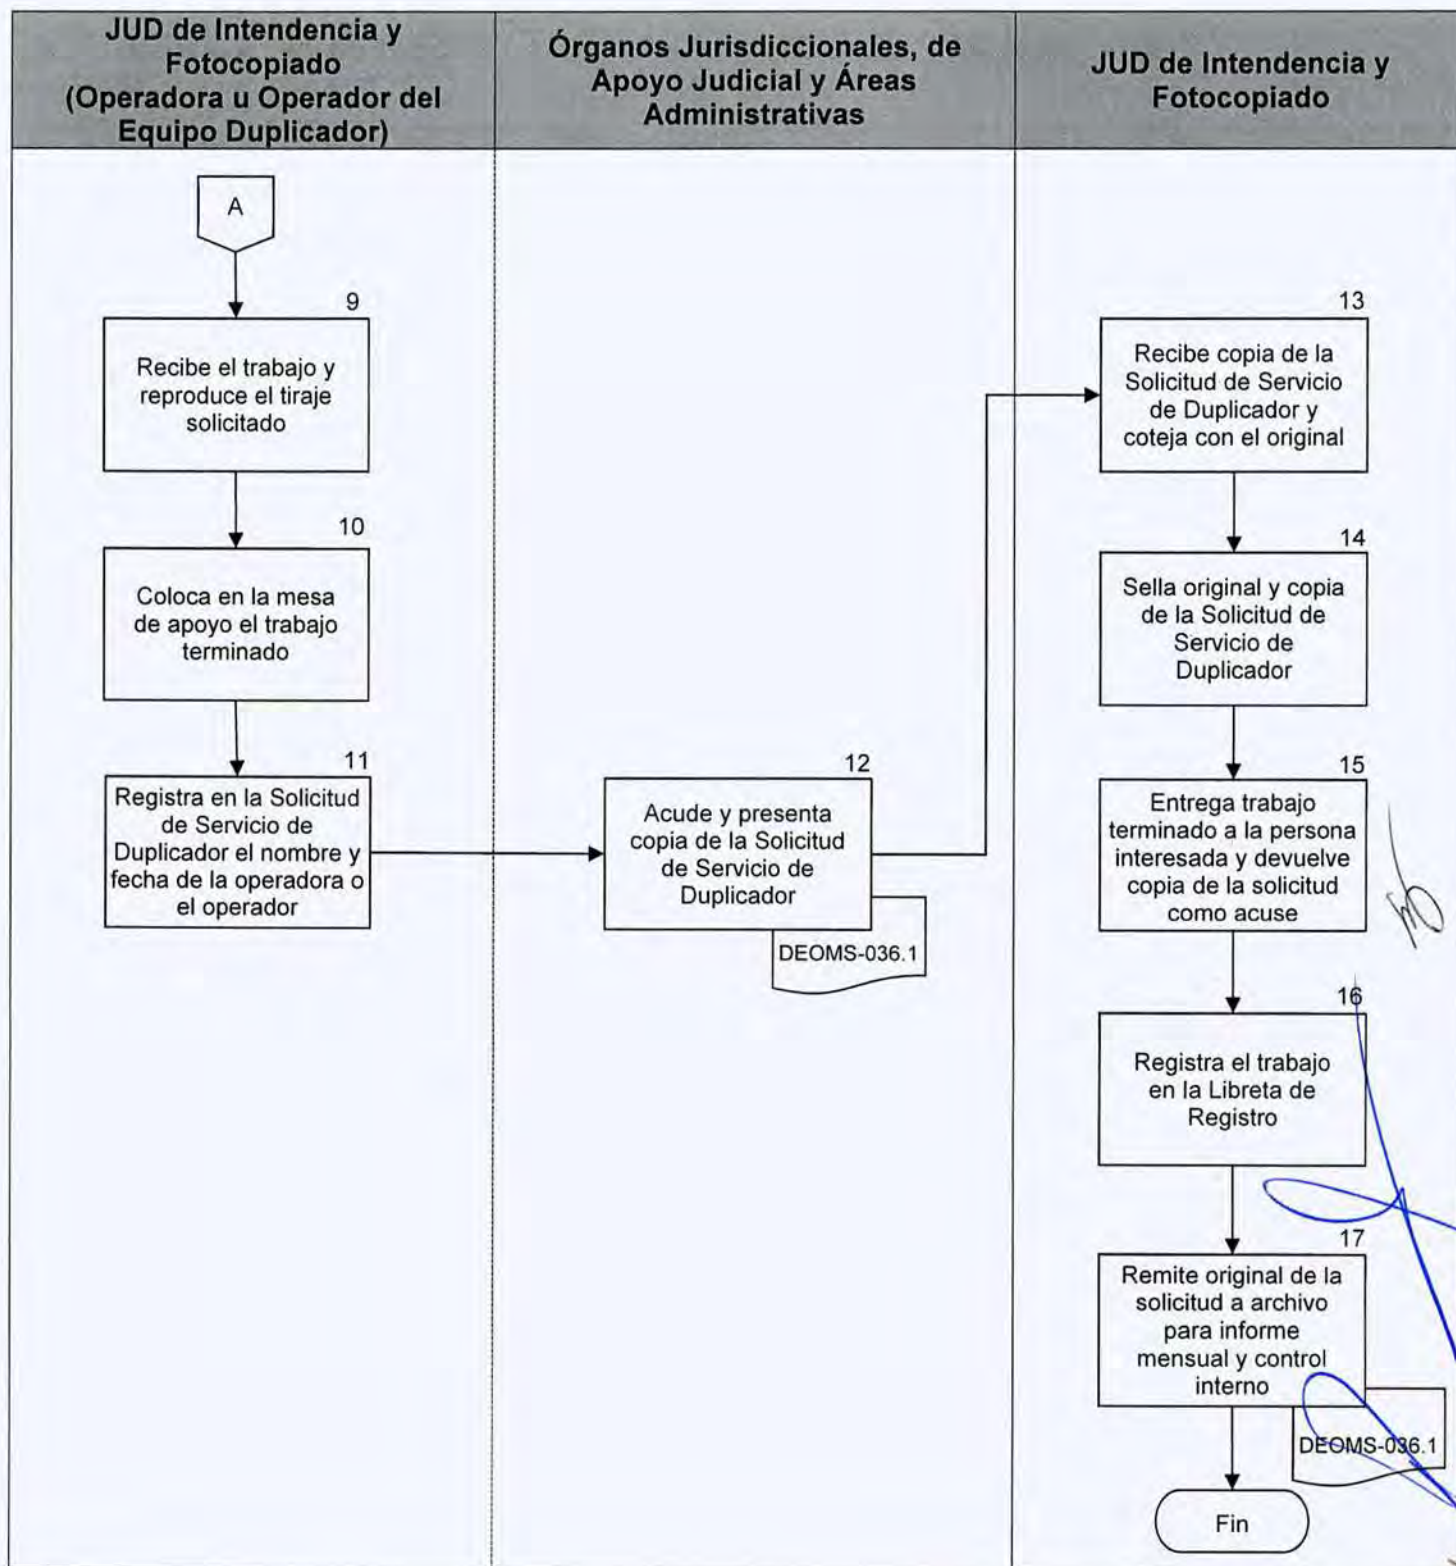 JUD de Intendencia y
Fotocopiado
(Operadora u Operador del
Equipo Duplicador)
Órganos Jurisdiccionales, de
Apoyo Judicial y Áreas
Administrativas
JUD de Intendencia y
Fotocopiado
A
9
Recibe el trabajo y
reproduce el tiraje
solicitado
10
Coloca en la mesa
de apoyo el trabajo
terminado
11
Registra en la Solicitud
de Servicio de
Duplicador el nombre y
fecha de la operadora o
el operador
12
Acude y presenta
copia de la Solicitud
de Servicio de
Duplicador
DEOMS-036.1
13
Recibe copia de la
Solicitud de Servicio
de Duplicador y
coteja con el original
14
Sella original y copia
de la Solicitud de
Servicio de
Duplicador
15
Entrega trabajo
terminado a la persona
interesada y devuelve
copia de la solicitud
como acuse
16
Registra el trabajo
en la Libreta de
Registro
17
Remite original de la
solicitud a archivo
para informe
mensual y control
interno
DEOMS-036.1
Fin